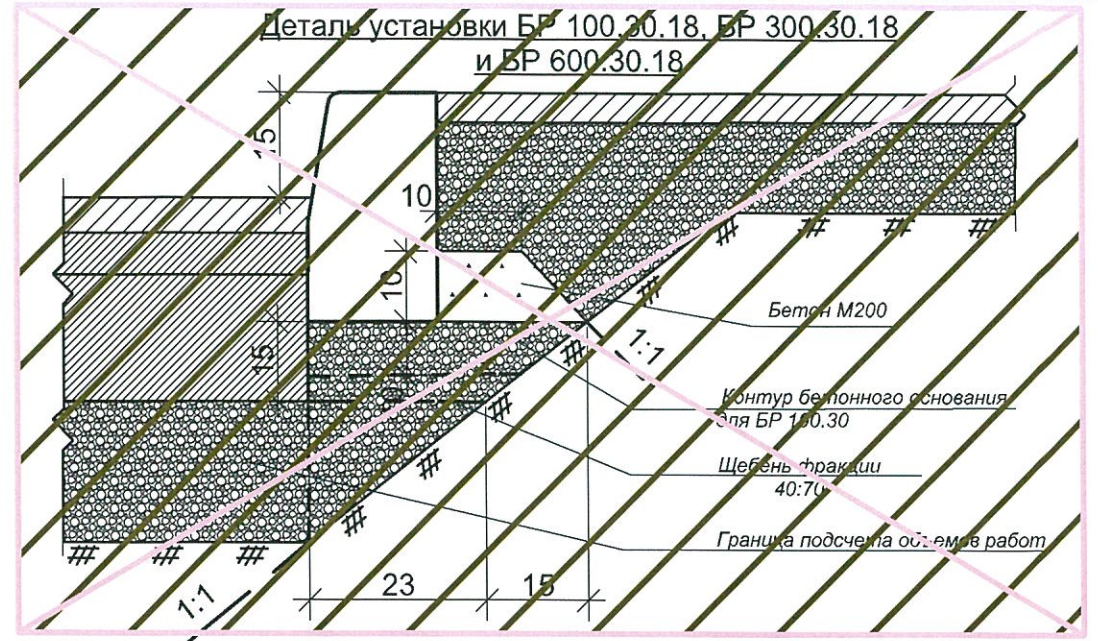 Деталь установки БР 100.30.18, БР 300.30.18
и БР 600.30.18
15
10
10
Бетон М200
1:1
15
Контур бетонного основания
для БР 100.30
Щебень фракции
40:70
Граница подсчета объемов работ
23
15
1:1